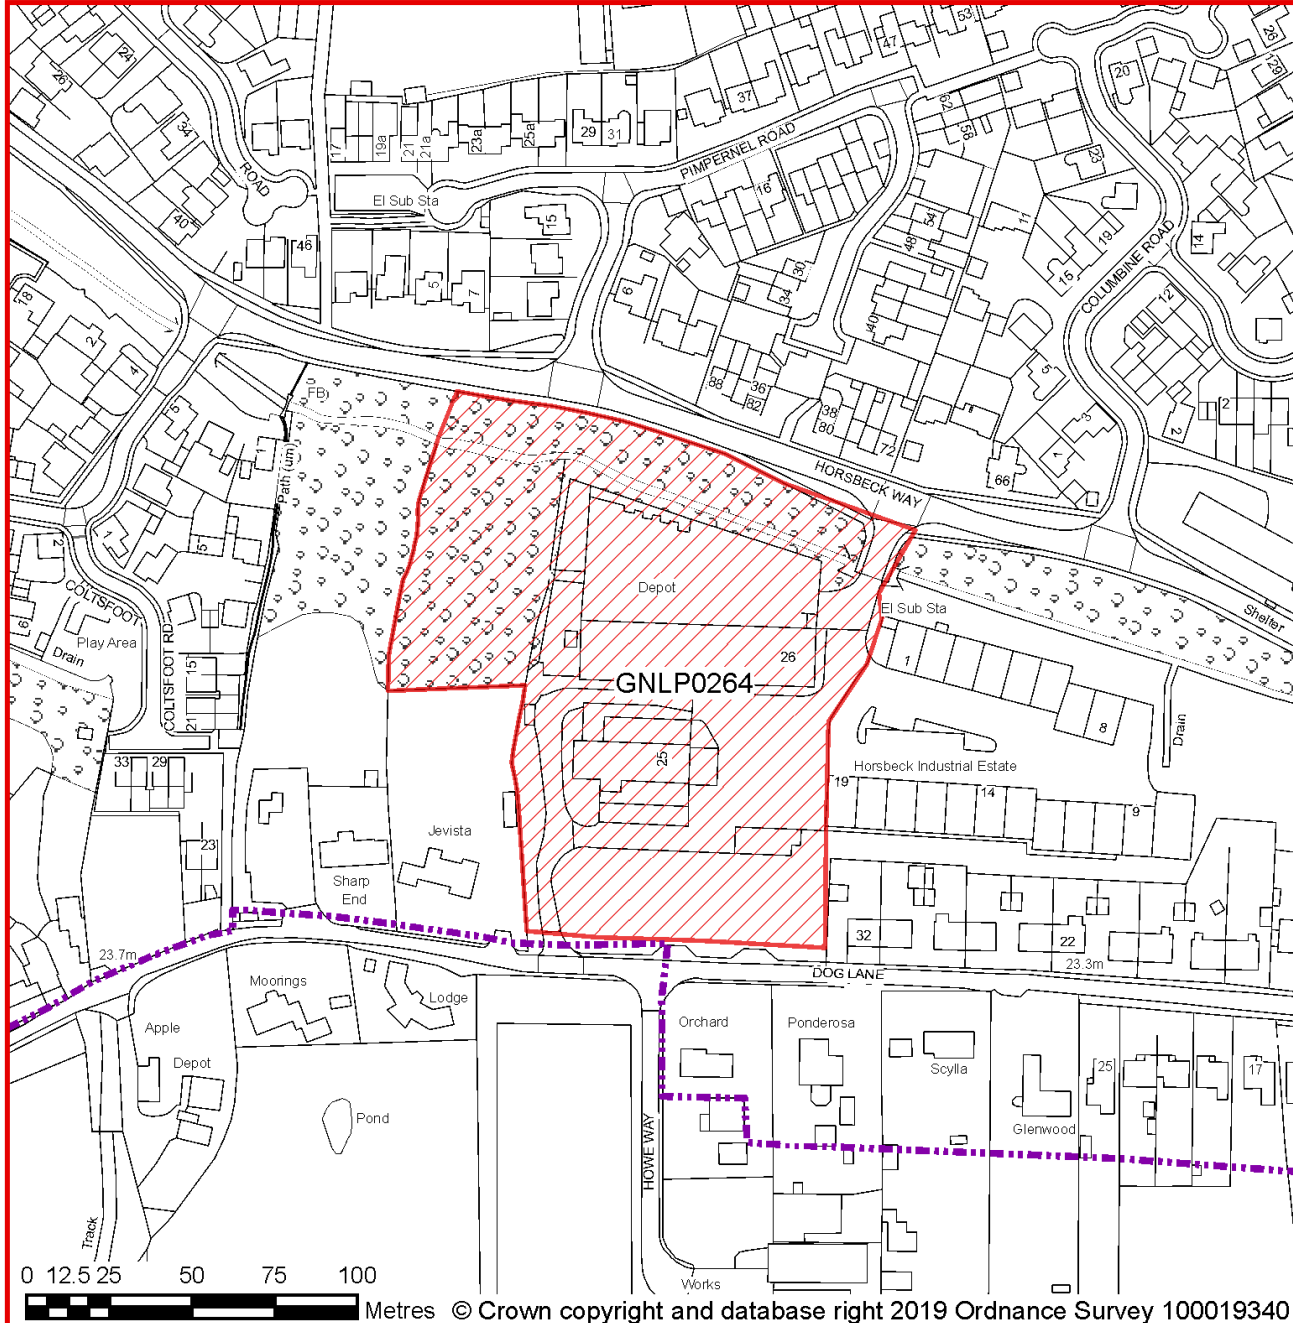 53
47
26
129
24
26
20
37
62
58
34
17
19a
21
21a
23a
25a
29
31
PIMPERNEL ROAD
23
ROAD
16
El Sub Sta
40
15
54
11
48
19
14
COLUMBINE ROAD
46
30
15
6
34
5
7
12
18
40
2
4
5
88
36
82
5
2
FB
38
80
3
2
1
72
1
Path (um)
HORSBECK WAY
66
1
5
2
COLTSFOOT
Depot
El Sub Sta
Shelter
6
Play Area
Drain
COLTSFOOT RD
15
26
1
GNLP0264
21
8
Drain
25
33
29
Horsbeck Industrial Estate
19
14
9
Jevista
23
Sharp
End
32
22
23.7m
23.3m
DOG LANE
Moorings
Lodge
Apple
Orchard
Ponderosa
Depot
Scylla
25
17
Pond
Glenwood
HOWE WAY
Track
Works
0 12.5 25 50 75 100
Metres © Crown copyright and database right 2019 Ordnance Survey 100019340